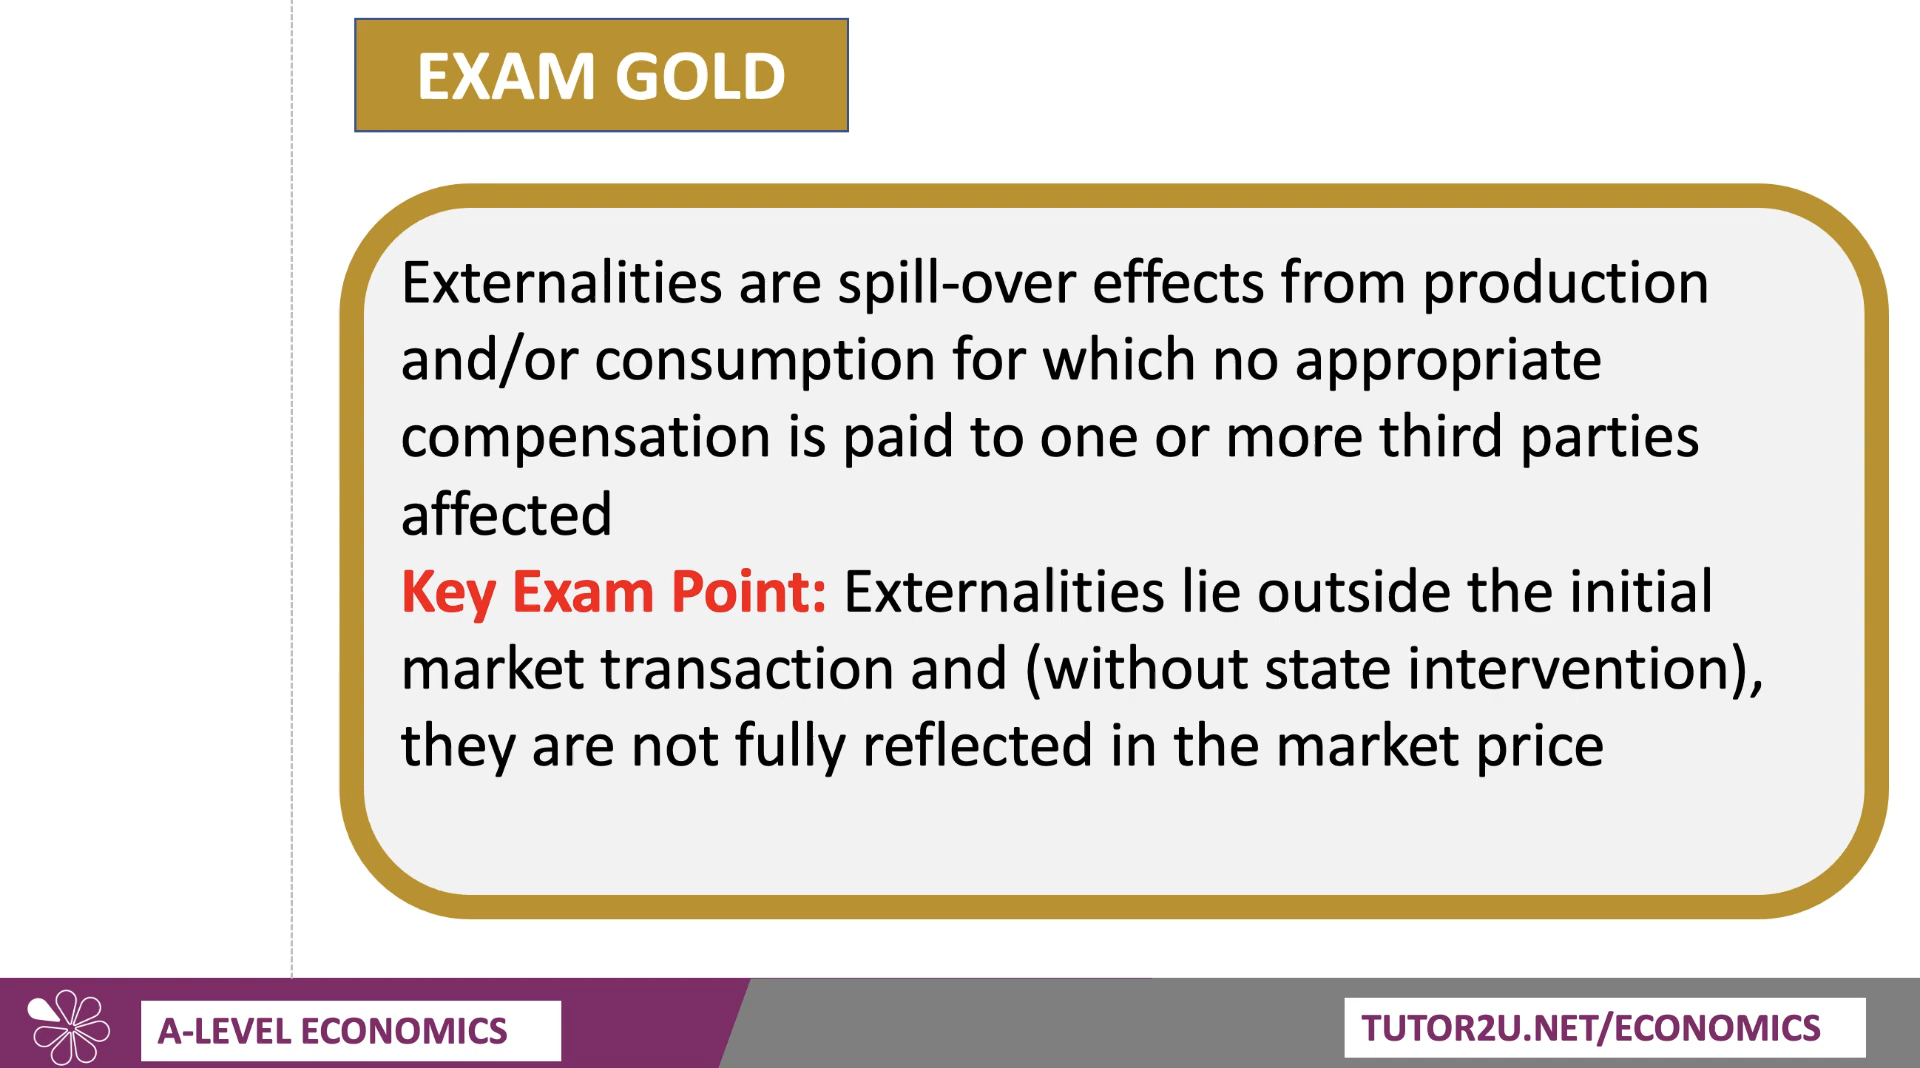 EXAM GOLD
Externalities are spill-over effects from production
and/or consumption for which no appropriate
compensation is paid to one or more third parties
affected
Key Exam Point: Externalities lie outside the initial
market transaction and (without state intervention),
they are not fully reflected in the market price
A-LEVEL ECONOMICS
TUTOR2U.NET/ECONOMICS